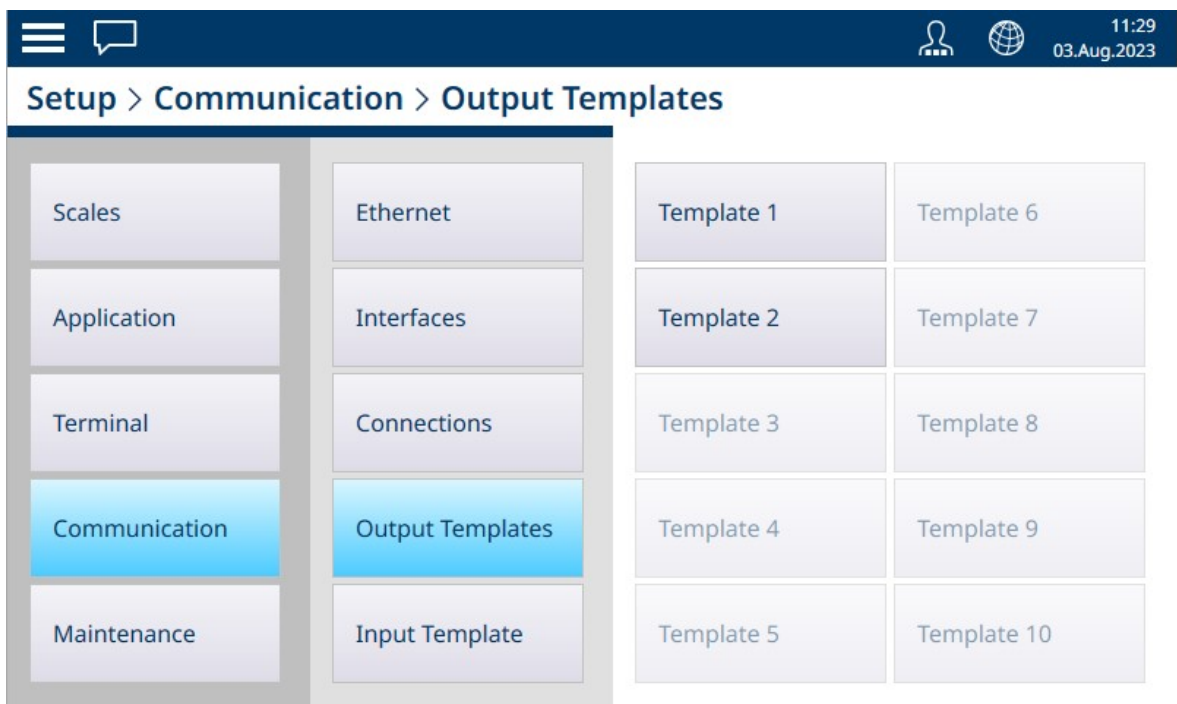 11:29
03.Aug.2023
Setup > Communication > Output Templates
Scales
Application
Terminal
Communication
Maintenance
Ethernet
Interfaces
Connections
Output Templates
Input Template
Template 1
Template 2
Template 3
Template 4
Template 5
Template 6
Template 7
Template 8
Template 9
Template 10